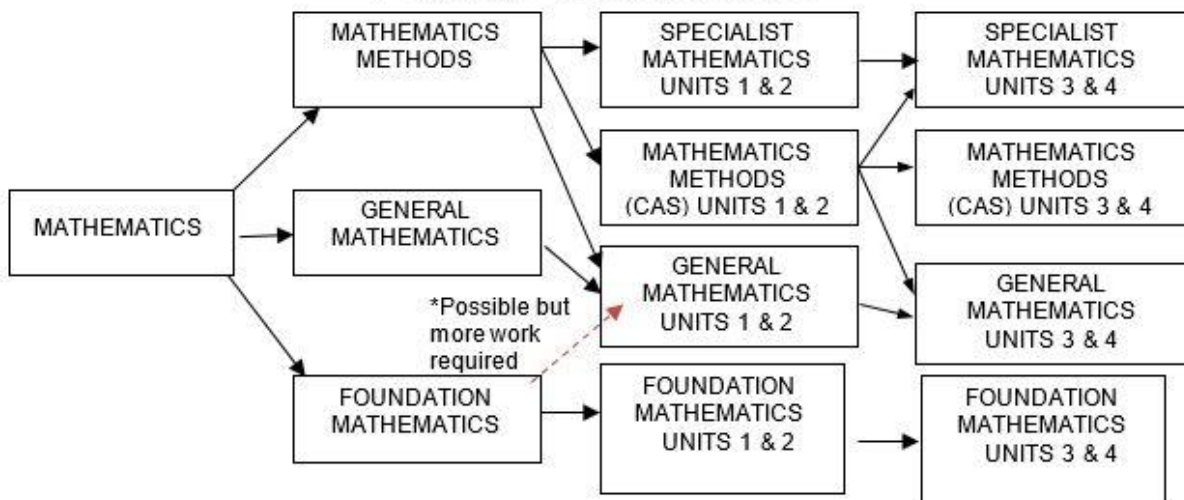 MATHEMATICS
MATHEMATICS
METHODS
GENERAL
MATHEMATICS
FOUNDATION
MATHEMATICS
*Possible but
more work
required
SPECIALIST
MATHEMATICS
UNITS 1 & 2
MATHEMATICS
METHODS
(CAS) UNITS 1 & 2
GENERAL
MATHEMATICS
UNITS 1 & 2
FOUNDATION
MATHEMATICS
UNITS 1 & 2
SPECIALIST
MATHEMATICS
UNITS 3 & 4
MATHEMATICS
METHODS
(CAS) UNITS 3 & 4
GENERAL
MATHEMATICS
UNITS 3 & 4
FOUNDATION
MATHEMATICS
UNITS 3 & 4